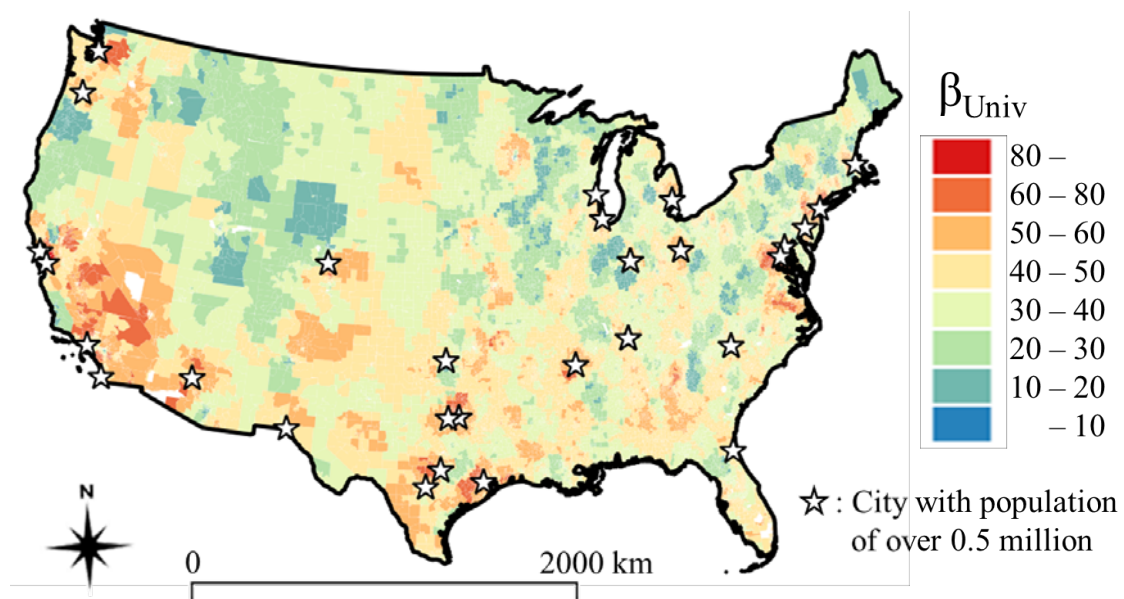 βUniv
80 –
60 – 80
50 – 60
40 – 50
30 – 40
20 – 30
10 – 20
– 10
: City with population
of over 0.5 million
N
0 2000 km